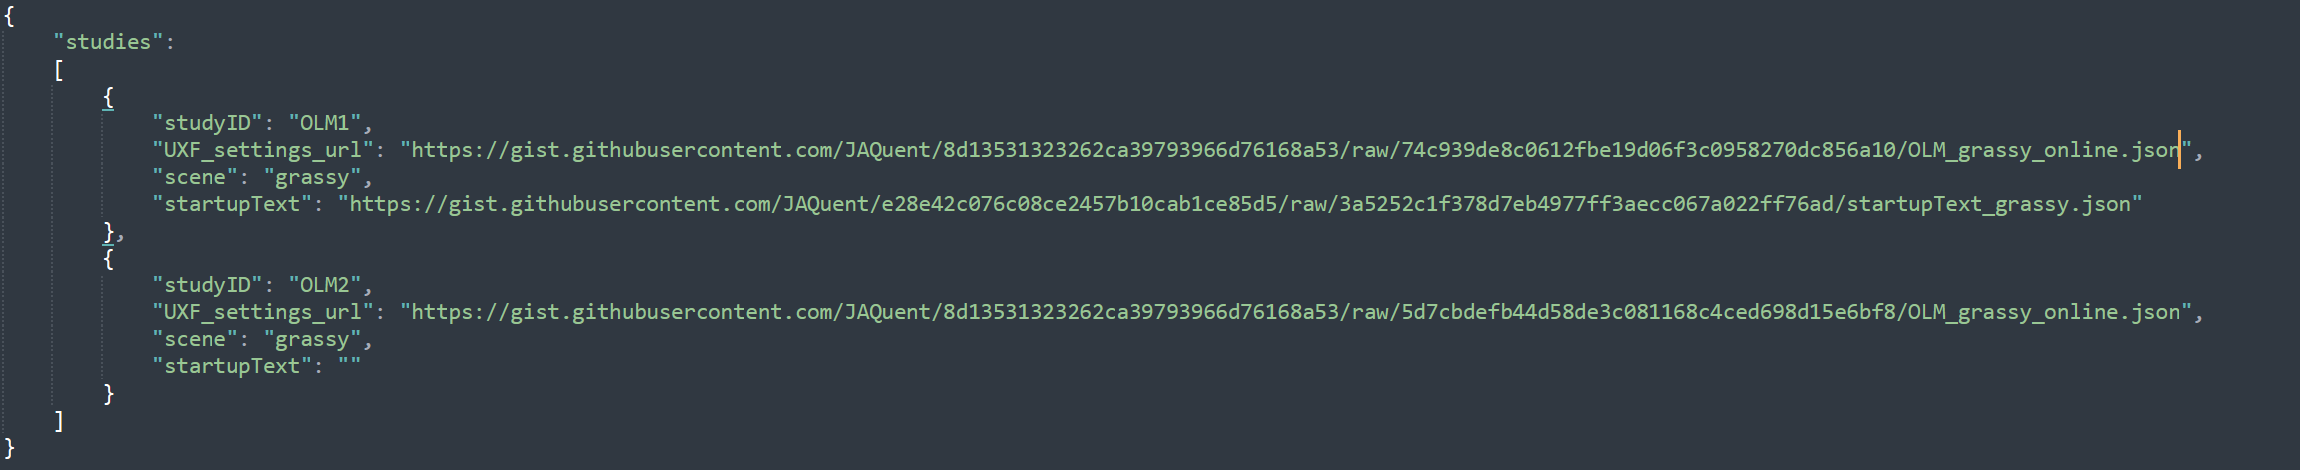 {
    "studies":
    [
        {
            "studyID": "OLM1",
            "UXF_settings_url": "https://gist.githubusercontent.com/JAQuent/8d13531323262ca39793966d76168a53/raw/74c939de8c0612fbe19d06f3c0958270dc856a10/OLM_grassy_online.json",
            "scene": "grassy",
            "startupText": "https://gist.githubusercontent.com/JAQuent/e28e42c076c08ce2457b10cab1ce85d5/raw/3a5252c1f378d7eb4977ff3aecc067a022ff76ad/startupText_grassy.json"
        },
        {
            "studyID": "OLM2",
            "UXF_settings_url": "https://gist.githubusercontent.com/JAQuent/8d13531323262ca39793966d76168a53/raw/5d7cbdefb44d58de3c081168c4ced698d15e6bf8/OLM_grassy_online.json",
            "scene": "grassy",
            "startupText": ""
        }
    ]
}